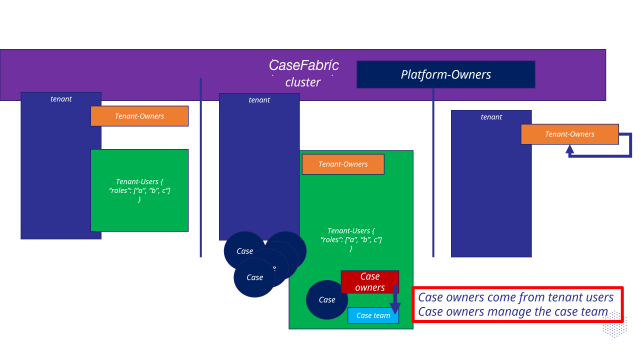 CaseFabric
cluster
Platform-Owners
tenant
Tenant-Owners
Tenant-Users {
"roles": ["a", "b", c"]
}
tenant
Tenant-Owners
Tenant-Users {
"roles": ["a", "b", c"]
}
Case
Case
Case
Case
owners
Case team
tenant
Tenant-Owners
Case owners come from tenant users
Case owners manage the case team